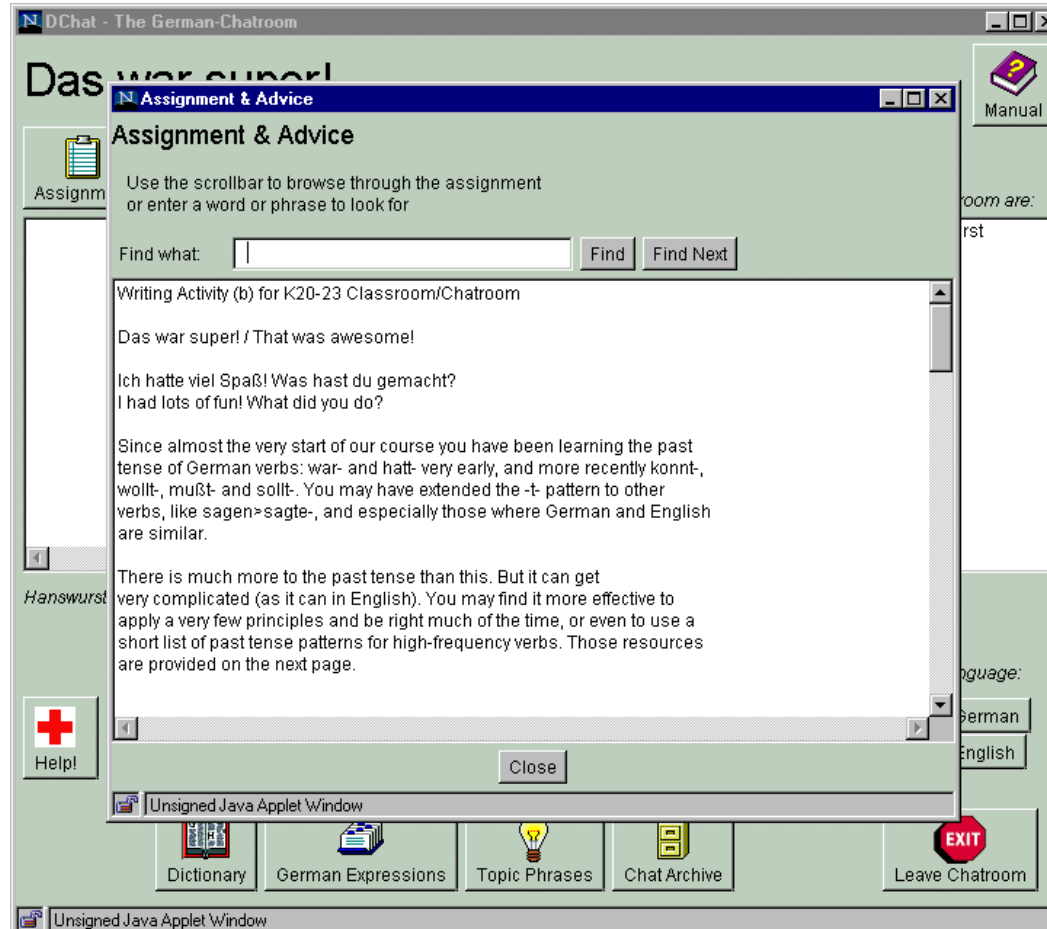 DChat - The German-Chatroom
Das war super!
Manual
Assignm
Assignment & Advice
Assignment & Advice
Use the scrollbar to browse through the assignment
or enter a word or phrase to look for
Find what:
Find
Find Next
Writing Activity (b) for K20-23 Classroom/Chatroom
Das war super! / That was awesome!
Ich hatte viel Spaß! Was hast du gemacht?
I had lots of fun! What did you do?
Since almost the very start of our course you have been learning the past
tense of German verbs: war- and hatt- very early, and more recently konnt-,
wollt-, mußt- and sollt-. You may have extended the -t- pattern to other
verbs, like sagen>sagte-, and especially those where German and English
are similar.
There is much more to the past tense than this. But it can get
very complicated (as it can in English). You may find it more effective to
apply a very few principles and be right much of the time, or even to use a
short list of past tense patterns for high-frequency verbs. Those resources
are provided on the next page.
Close
Unsigned Java Applet Window
room are:
rst
Hanswurst
nguage:
German
English
Help!
Dictionary
German Expressions
Topic Phrases
Chat Archive
EXIT
Leave Chatroom
Unsigned Java Applet Window